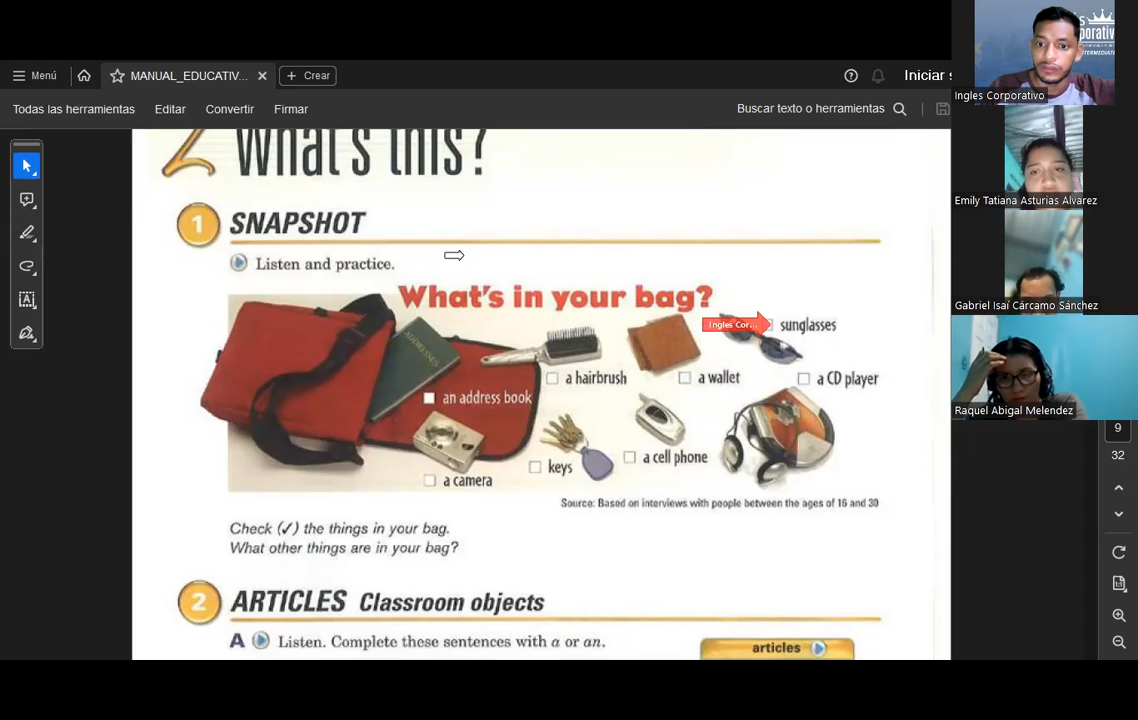 Menú
MANUAL_EDUCATIV...
Crear
Iniciar s
Todas las herramientas
Editar
Convertir
Firmar
Buscar texto o herramientas
2 What's this?
1 SNAPSHOT
Listen and practice.
What's in your bag?
Ingles Cor...
sunglasses
ADDRESSES
a hairbrush
a wallet
a CD player
an address book
a cell phone
keys
a camera
Source: Based on interviews with people between the ages of 16 and 30
Check (✓) the things in your bag.
What other things are in your bag?
2 ARTICLES Classroom objects
A Listen. Complete these sentences with a or an.
articles
Ingles Corporativo
Emily Tatiana Asturias Alvarez
Gabriel Isaí Cárcamo Sánchez
Raquel Abigal Melendez
9
32